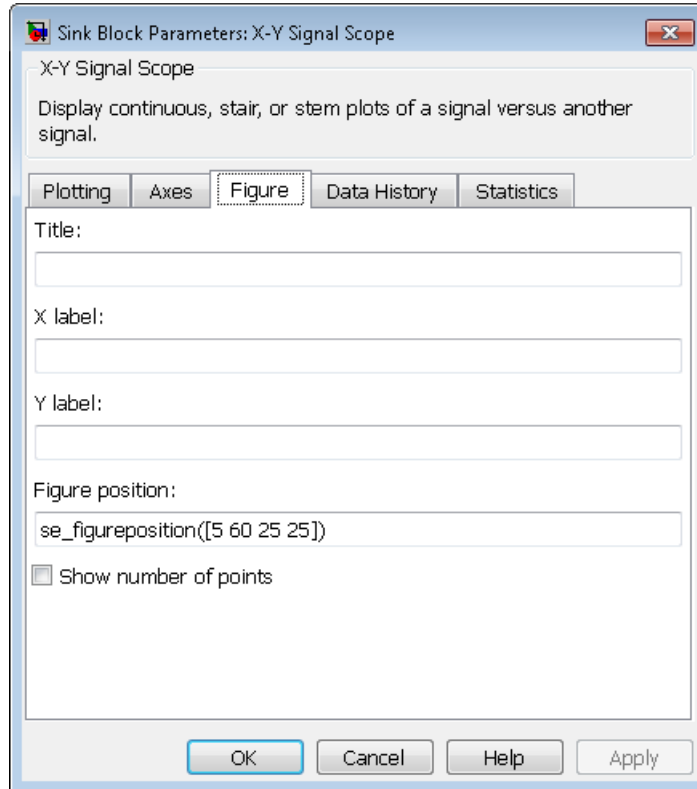 Sink Block Parameters: X-Y Signal Scope
X-Y Signal Scope
Display continuous, stair, or stem plots of a signal versus another
signal.
Plotting Axes Figure Data History Statistics
Title:
X label:
Y label:
Figure position:
se_figureposition([5 60 25 25])
Show number of points
OK Cancel Help Apply